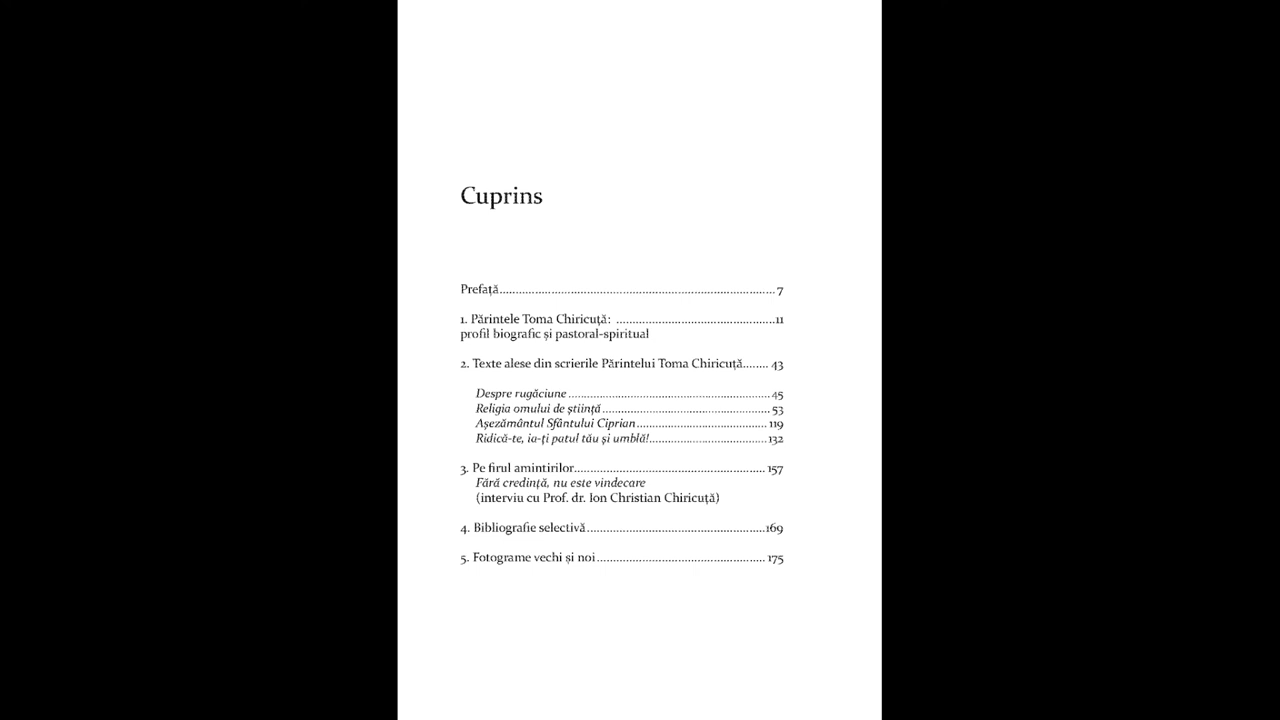 Cuprins
Prefață.....................................................................................7
1. Părintele Toma Chiricuță: .................................................11
profil biografic și pastoral-spiritual
2. Texte alese din scrierile Părintelui Toma Chiricuță........ 43
Despre rugăciune..............................................................45
Religia omului de știință....................................................53
Așezământul Sfântului Ciprian........................................119
Ridică-te, ia-ți patul tău și umblă!....................................132
3. Pe firul amintirilor...........................................................157
Fără credință, nu este vindecare
(interviu cu Prof. dr. Ion Christian Chiricuță)
4. Bibliografie selectivă.......................................................169
5. Fotograme vechi și noi.................................................... 175